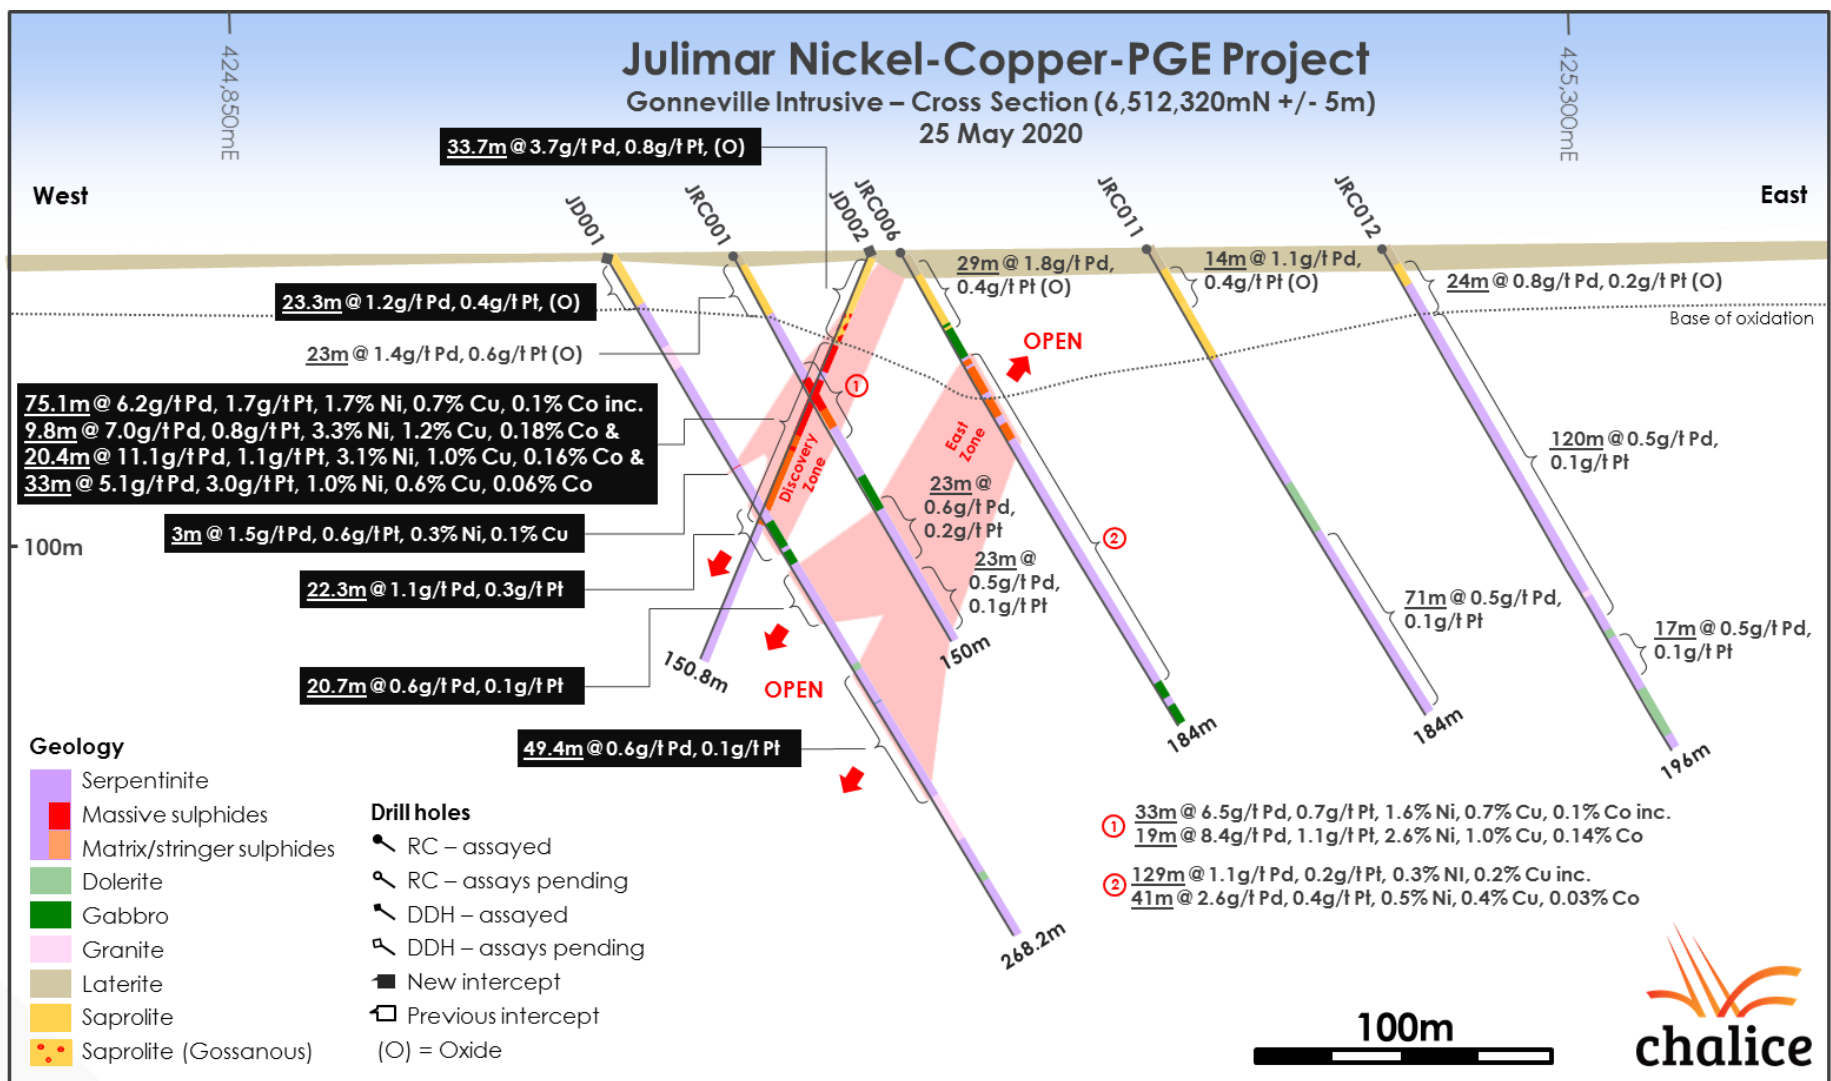 Julimar Nickel-Copper-PGE Project
Gonneville Intrusive – Cross Section (6,512,320mN +/- 5m)
25 May 2020
424,850mE
425,300mE
West
East
33.7m @ 3.7g/t Pd, 0.8g/t Pt, (O)
JD001
JRC001
JD002
JRC006
JRC011
JRC012
23.3m @ 1.2g/t Pd, 0.4g/t Pt, (O)
23m @ 1.4g/t Pd, 0.6g/t Pt (O)
29m @ 1.8g/t Pd,
0.4g/t Pt (O)
14m @ 1.1g/t Pd,
0.4g/t Pt (O)
24m @ 0.8g/t Pd, 0.2g/t Pt (O)
Base of oxidation
OPEN
1
75.1m @ 6.2g/t Pd, 1.7g/t Pt, 1.7% Ni, 0.7% Cu, 0.1% Co inc.
9.8m @ 7.0g/t Pd, 0.8g/t Pt, 3.3% Ni, 1.2% Cu, 0.18% Co &
20.4m @ 11.1g/t Pd, 1.1g/t Pt, 3.1% Ni, 1.0% Cu, 0.16% Co &
33m @ 5.1g/t Pd, 3.0g/t Pt, 1.0% Ni, 0.6% Cu, 0.06% Co
Discovery
Zone
East
Zone
120m @ 0.5g/t Pd,
0.1g/t Pt
3m @ 1.5g/t Pd, 0.6g/t Pt, 0.3% Ni, 0.1% Cu
23m @
0.6g/t Pd,
0.2g/t Pt
2
100m
22.3m @ 1.1g/t Pd, 0.3g/t Pt
23m @
0.5g/t Pd,
0.1g/t Pt
71m @ 0.5g/t Pd,
0.1g/t Pt
17m @ 0.5g/t Pd,
0.1g/t Pt
150.8m
150m
20.7m @ 0.6g/t Pd, 0.1g/t Pt
OPEN
184m
184m
196m
49.4m @ 0.6g/t Pd, 0.1g/t Pt
268.2m
Geology
Serpentinite
Massive sulphides
Matrix/stringer sulphides
Dolerite
Gabbro
Granite
Laterite
Saprolite
Saprolite (Gossanous)
Drill holes
RC – assayed
RC – assays pending
DDH – assayed
DDH – assays pending
New intercept
Previous intercept
(O) = Oxide
1 33m @ 6.5g/t Pd, 0.7g/t Pt, 1.6% Ni, 0.7% Cu, 0.1% Co inc.
19m @ 8.4g/t Pd, 1.1g/t Pt, 2.6% Ni, 1.0% Cu, 0.14% Co
2 129m @ 1.1g/t Pd, 0.2g/t Pt, 0.3% NI, 0.2% Cu inc.
41m @ 2.6g/t Pd, 0.4g/t Pt, 0.5% Ni, 0.4% Cu, 0.03% Co
100m
chalice